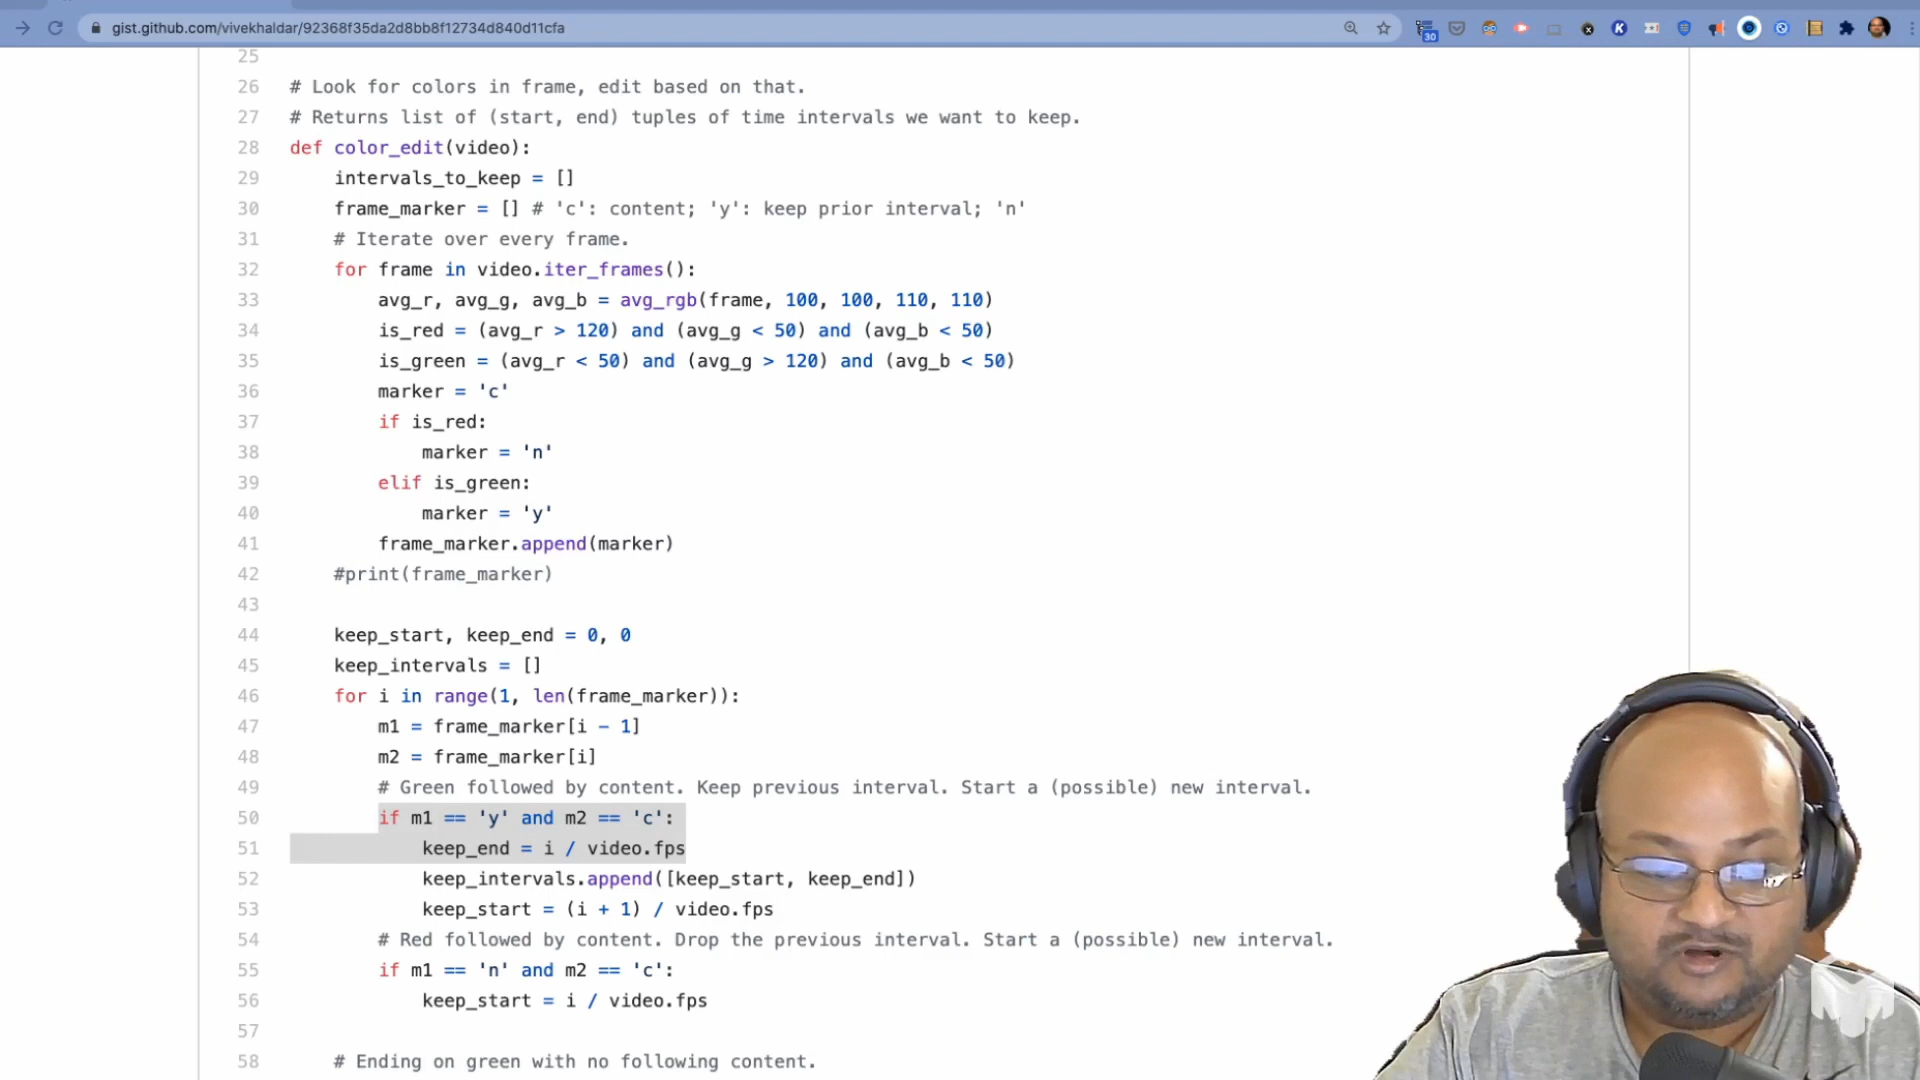 gist.github.com/vivekhaldar/92368f35da2d8bb8f12734d840d11cfa
30
25
26 # Look for colors in frame, edit based on that.
27 # Returns list of (start, end) tuples of time intervals we want to keep.
28 def color_edit(video):
29 intervals_to_keep = []
30 frame_marker = [] # 'c': content; 'y': keep prior interval; 'n'
31 # Iterate over every frame.
32 for frame in video.iter_frames():
33 avg_r, avg_g, avg_b = avg_rgb(frame, 100, 100, 110, 110)
34 is_red = (avg_r > 120) and (avg_g < 50) and (avg_b < 50)
35 is_green = (avg_r < 50) and (avg_g > 120) and (avg_b < 50)
36 marker = 'c'
37 if is_red:
38 marker = 'n'
39 elif is_green:
40 marker = 'y'
41 frame_marker.append(marker)
42 #print(frame_marker)
43
44 keep_start, keep_end = 0, 0
45 keep_intervals = []
46 for i in range(1, len(frame_marker)):
47 m1 = frame_marker[i - 1]
48 m2 = frame_marker[i]
49 # Green followed by content. Keep previous interval. Start a (possible) new interval.
50 if m1 == 'y' and m2 == 'c':
51 keep_end = i / video.fps
52 keep_intervals.append([keep_start, keep_end])
53 keep_start = (i + 1) / video.fps
54 # Red followed by content. Drop the previous interval. Start a (possible) new interval.
55 if m1 == 'n' and m2 == 'c':
56 keep_start = i / video.fps
57
58 # Ending on green with no following content.